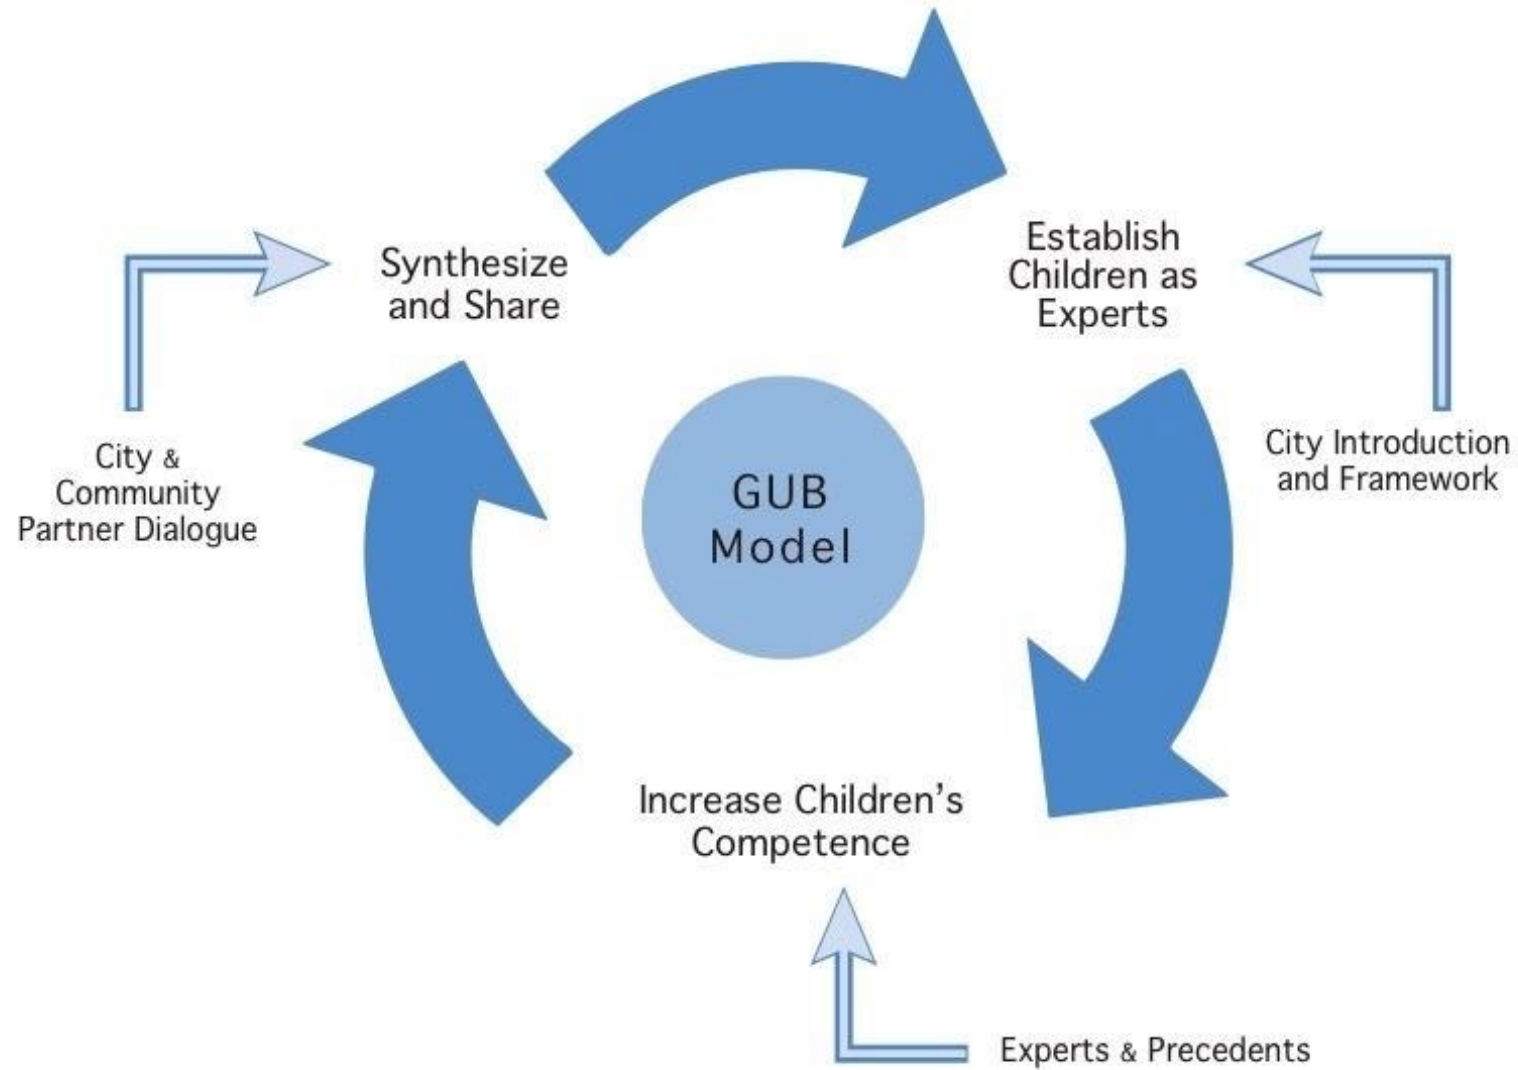 Synthesize
and Share
Establish
Children as
Experts
City &
Community
Partner Dialogue
GUB
Model
City Introduction
and Framework
Increase Children’s
Competence
Experts & Precedents